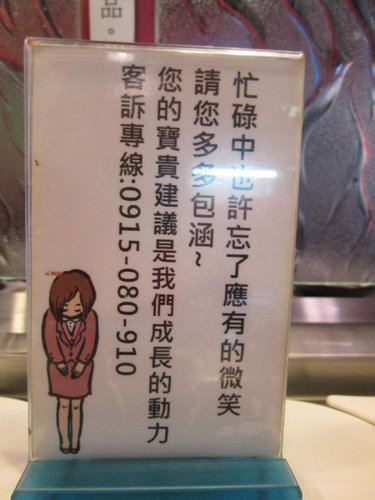 品。
忙碌中也許忘了應有的微笑
請您多多包涵~
您的寶貴建議是我們成長的動力
客訴專線:0915-080-910